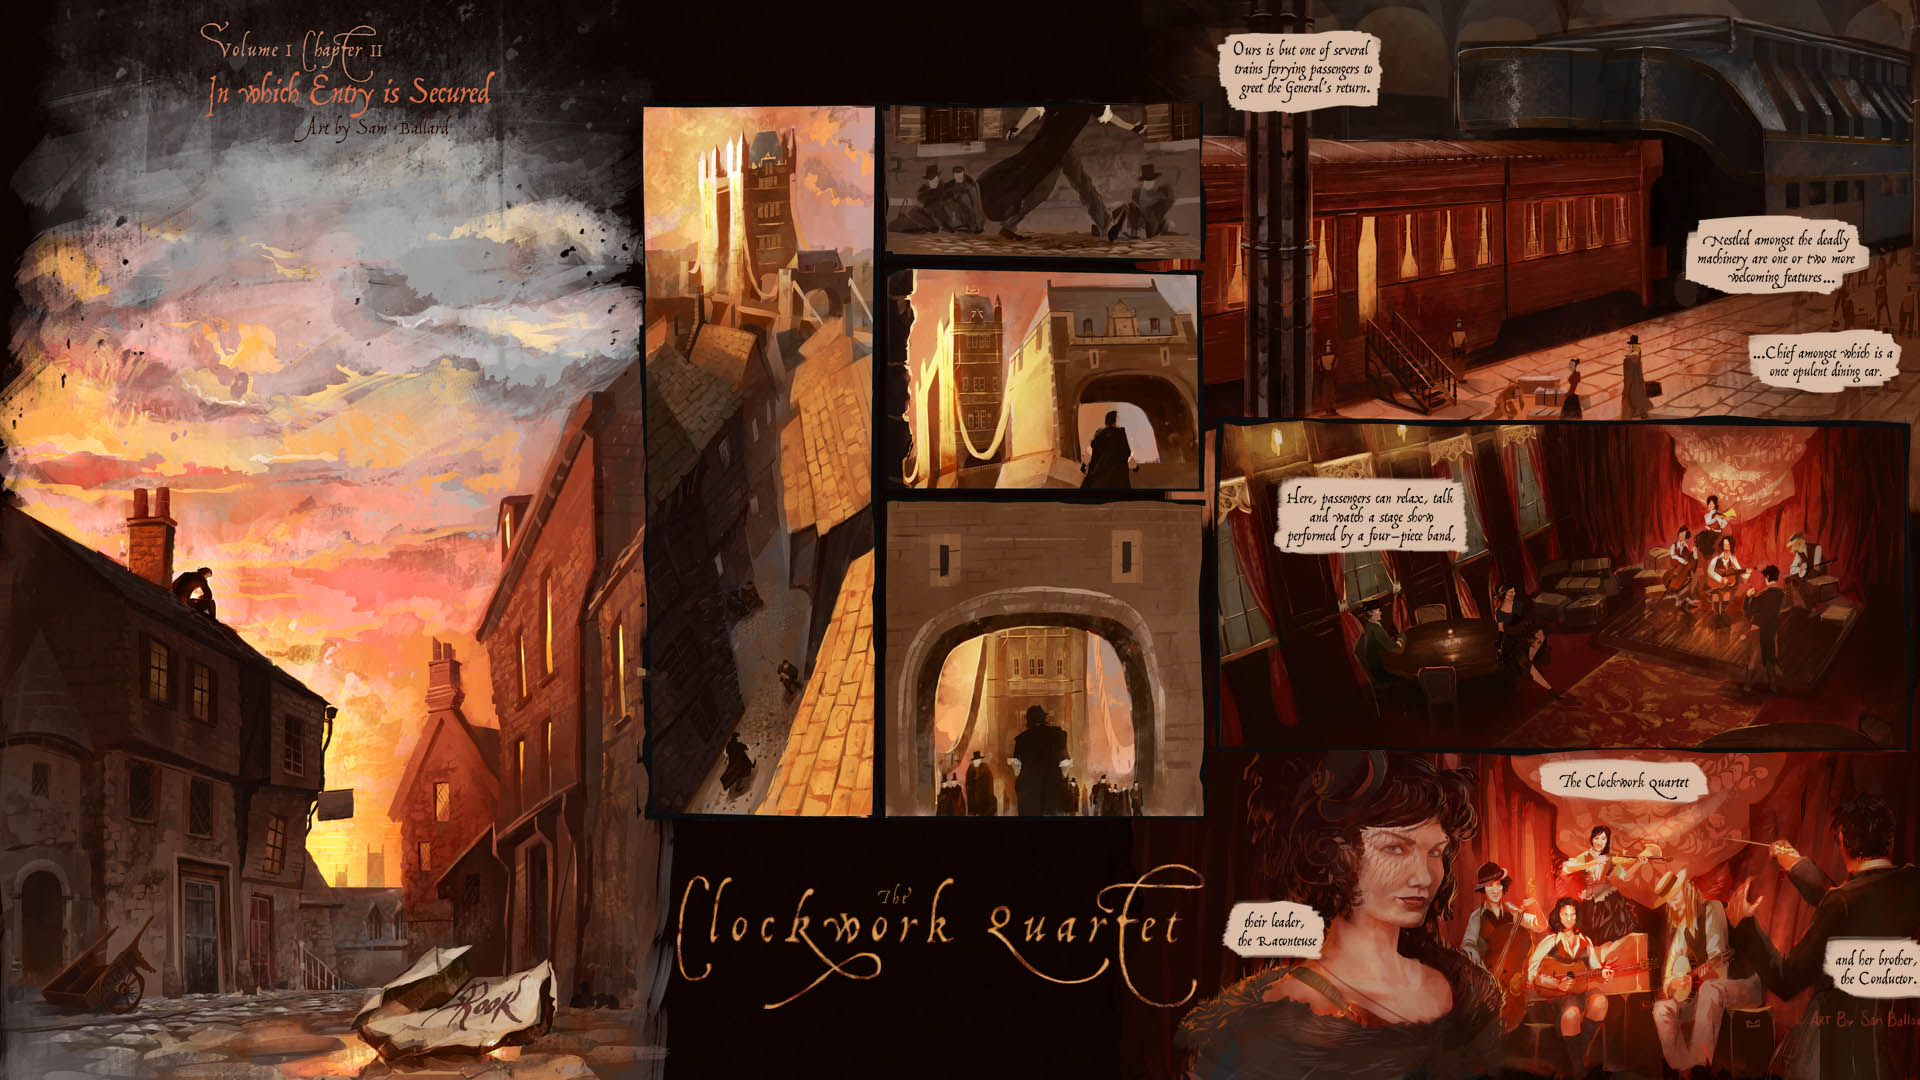 Volume I Chapter II
In which Entry is Secured
Art by Sam Ballard
Rook
The
Clockwork Quartet
Ours is but one of several
trains ferrying passengers to
greet the General's return.
Nestled amongst the deadly
machinery are one or two more
welcoming features...
...Chief amongst which is a
once opulent dining car.
Here, passengers can relax, talk
and watch a stage show
performed by a four-piece band,
The Clockwork Quartet
their leader,
the Raconteuse
and her brother,
the Conductor.
Art By Sam Balla